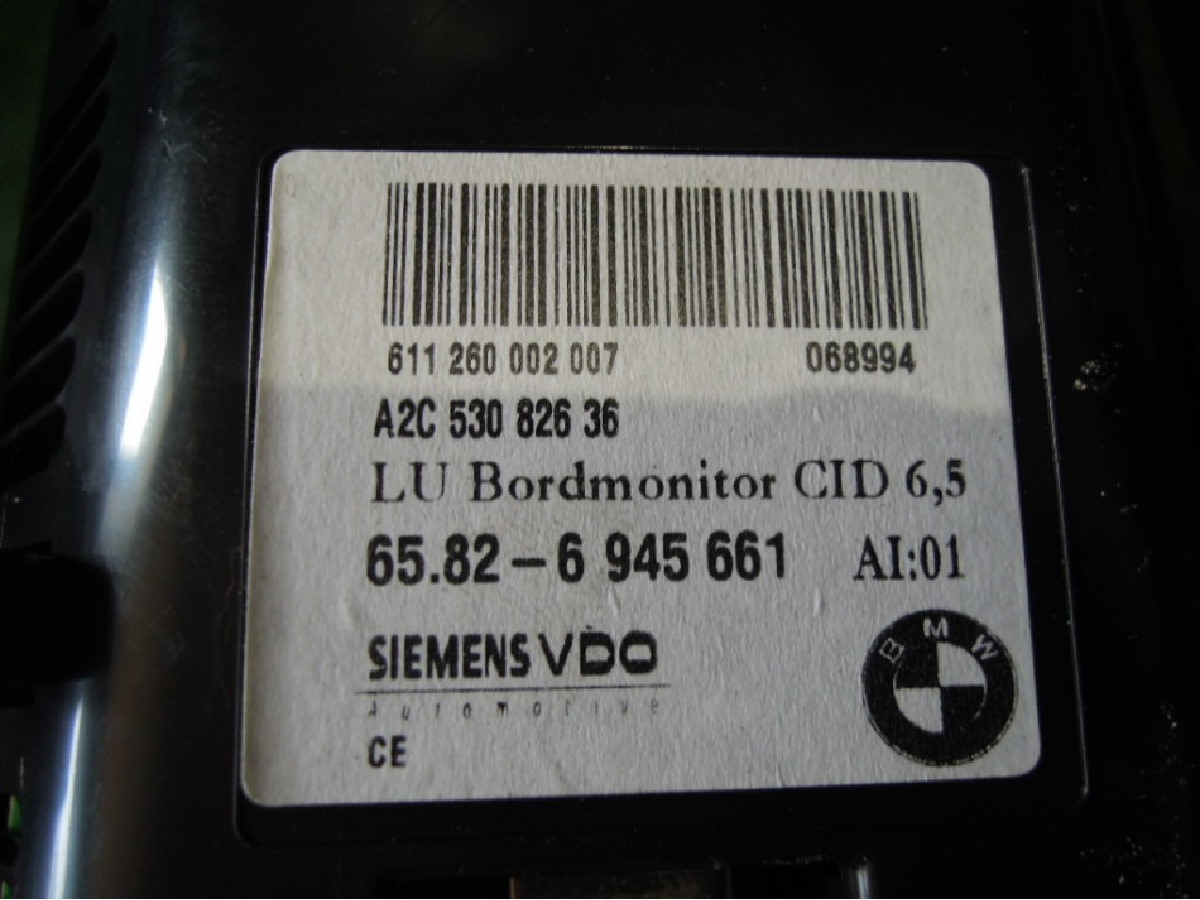 611 260 002 007 068994
A2C 530 826 36
LU Bordmonitor CID 6,5
65.82-6 945 661 AI:01
SIEMENS VDO
Automotive
CE
BMW